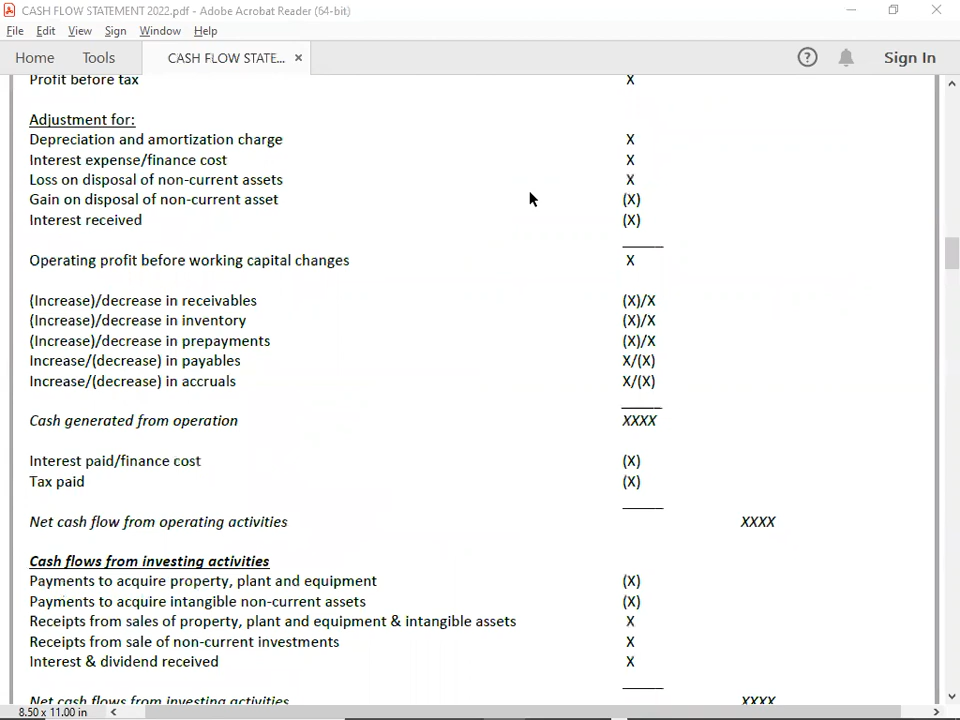 CASH FLOW STATEMENT 2022.pdf - Adobe Acrobat Reader (64-bit)
File Edit View Sign Window Help
Home Tools CASH FLOW STATE... × ? Sign In
Profit before tax X
Adjustment for:
Depreciation and amortization charge X
Interest expense/finance cost X
Loss on disposal of non-current assets X
Gain on disposal of non-current asset (X)
Interest received (X)
Operating profit before working capital changes X
(Increase)/decrease in receivables (X)/X
(Increase)/decrease in inventory (X)/X
(Increase)/decrease in prepayments (X)/X
Increase/(decrease) in payables X/(X)
Increase/(decrease) in accruals X/(X)
Cash generated from operation XXXX
Interest paid/finance cost (X)
Tax paid (X)
Net cash flow from operating activities XXXX
Cash flows from investing activities
Payments to acquire property, plant and equipment (X)
Payments to acquire intangible non-current assets (X)
Receipts from sales of property, plant and equipment & intangible assets X
Receipts from sale of non-current investments X
Interest & dividend received X
Net cash flows from investing activities XXXX
8.50 x 11.00 in